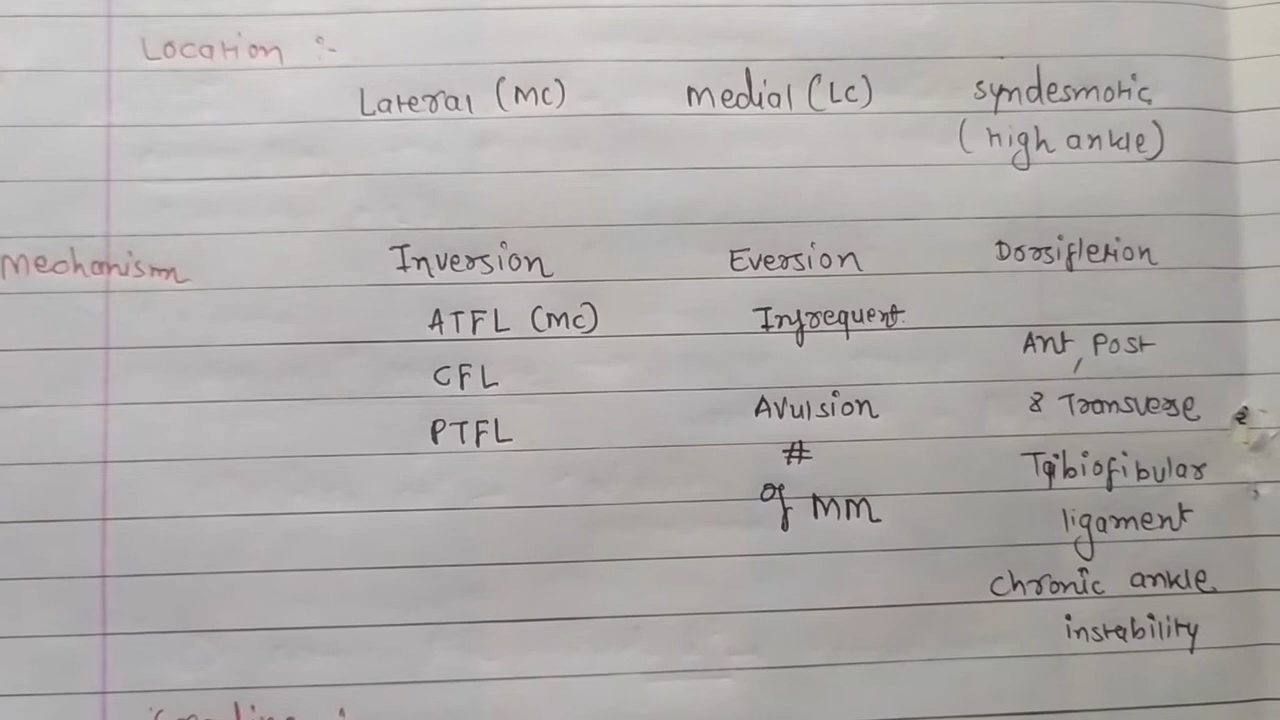 Location :-
Lateral (MC) Medial (LC) syndesmotic
(high ankle)
Mechanism Inversion Eversion Dorsiflexion
ATFL (MC) Infrequent.
Ant, Post
CFL
Avulsion & Transverse
PTFL #
Tibiofibular
of MM
ligament
chronic ankle
instability